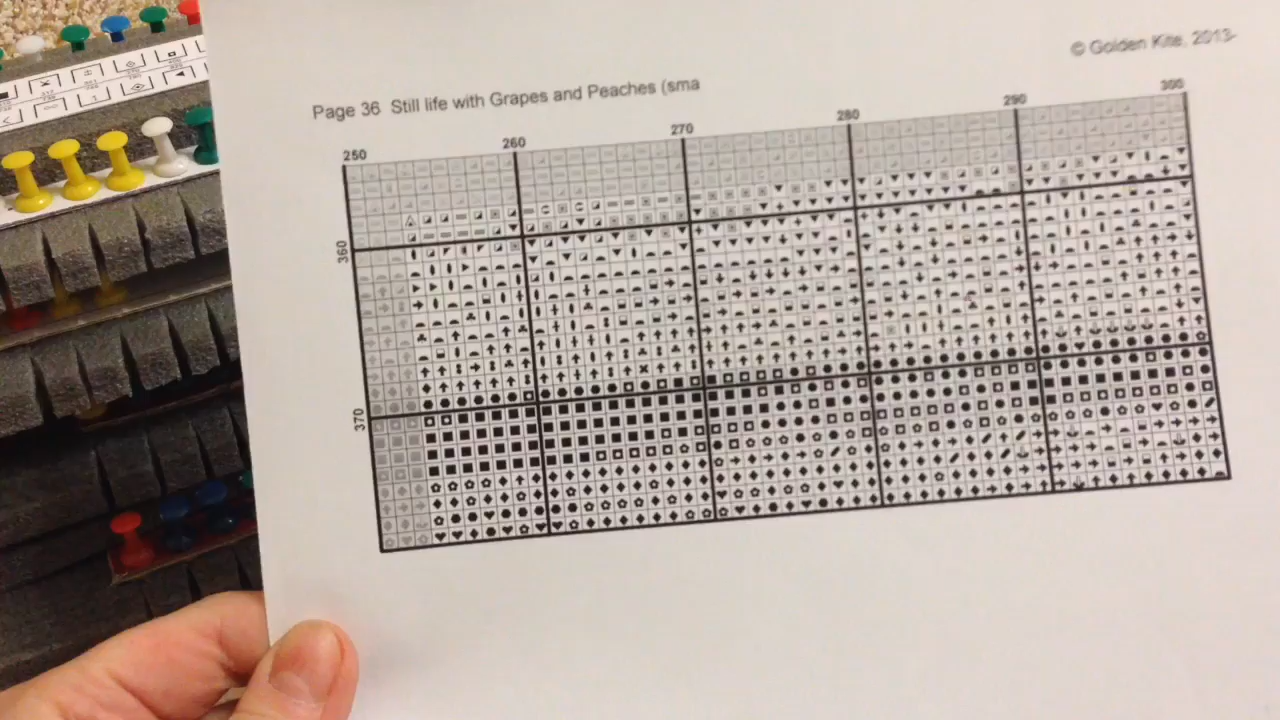 © Golden Kite, 2013-
Page 36 Still life with Grapes and Peaches (sma
250 260 270 280 290 300
360
370